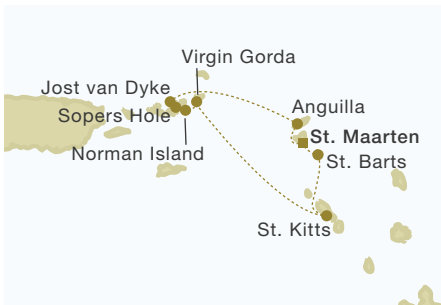 Virgin Gorda
Jost van Dyke
Sopers Hole
Norman Island
Anguilla
St. Maarten
St. Barts
St. Kitts